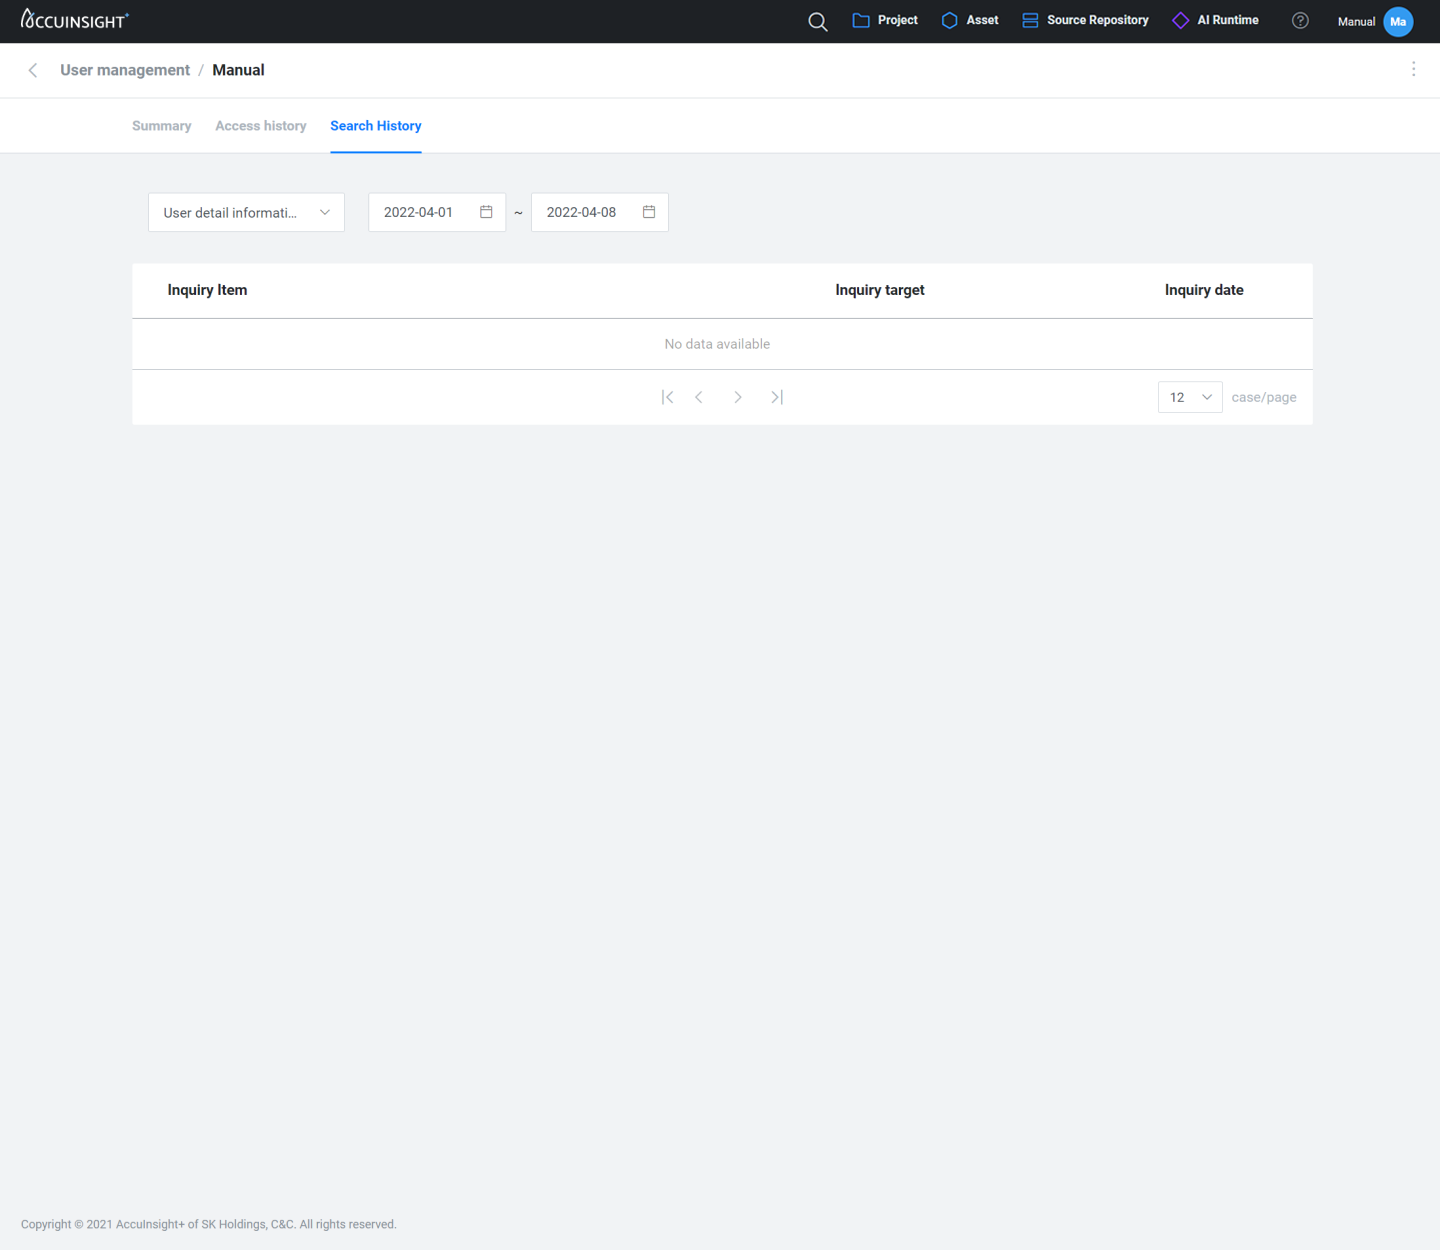 ACCUINSIGHT+ Project Asset Source Repository AI Runtime ? Manual Ma
User management / Manual
Summary Access history Search History
User detail informati... 2022-04-01 ~ 2022-04-08
Inquiry Item Inquiry target Inquiry date
No data available
12 case/page
Copyright © 2021 AccuInsight+ of SK Holdings, C&C. All rights reserved.